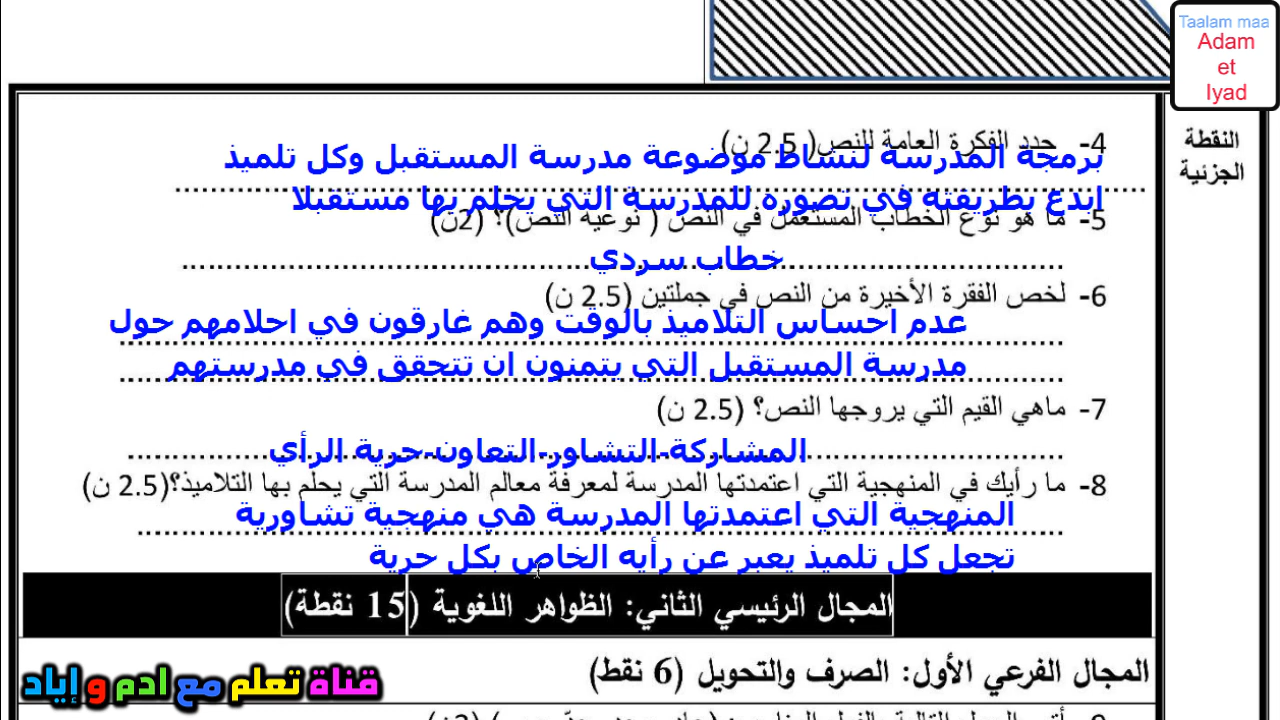 Taalam maa
Adam
et
Iyad
النقطة
الجزئية
4- حدد الفكرة العامة للنص( 2.5 ن)
برمجة المدرسة لنشاط موضوعة مدرسة المستقبل وكل تلميذ
ابدع بطريقته في تصوره للمدرسة التي يحلم بها مستقبلا
5- ما هو نوع الخطاب المستعمل في النص ( نوعية النص)؟ (2ن)
خطاب سردي
6- لخص الفقرة الأخيرة من النص في جملتين (2.5 ن)
عدم احساس التلاميذ بالوقت وهم غارقون في احلامهم حول
مدرسة المستقبل التي يتمنون ان تتحقق في مدرستهم
7- ماهي القيم التي يروجها النص؟ (2.5 ن)
المشاركة-التشاور-التعاون-حرية الرأي
8- ما رأيك في المنهجية التي اعتمدتها المدرسة لمعرفة معالم المدرسة التي يحلم بها التلاميذ؟(2.5 ن)
المنهجية التي اعتمدتها المدرسة هي منهجية تشاورية
تجعل كل تلميذ يعبر عن رأيه الخاص بكل حرية
المجال الرئيسي الثاني: الظواهر اللغوية (15 نقطة)
المجال الفرعي الأول: الصرف والتحويل (6 نقط)
قناة تعلم مع ادم و إياد